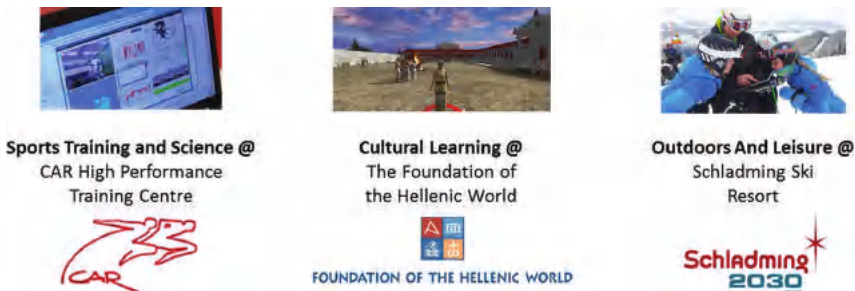 Sports Training and Science @
CAR High Performance
Training Centre
CAR
Cultural Learning @
The Foundation of
the Hellenic World
FOUNDATION OF THE HELLENIC WORLD
Outdoors And Leisure @
Schladming Ski
Resort
Schladming
2030